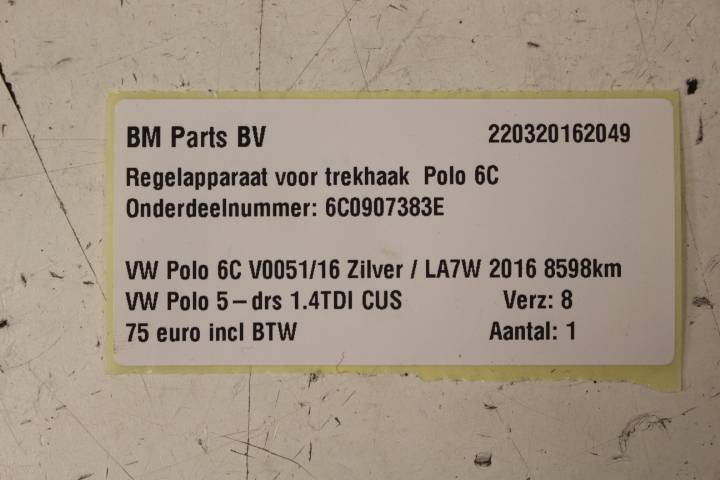 BM Parts BV 220320162049
Regelapparaat voor trekhaak Polo 6C
Onderdeelnummer: 6C0907383E
VW Polo 6C V0051/16 Zilver / LA7W 2016 8598km
VW Polo 5-drs 1.4TDI CUS Verz: 8
75 euro incl BTW Aantal: 1